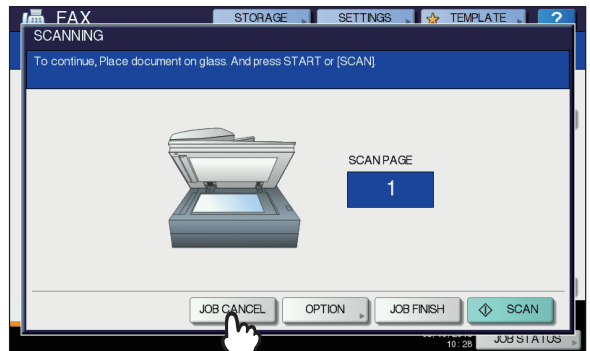 FAX STORAGE SETTINGS TEMPLATE ?
SCANNING
To continue, Place document on glass. And press START or [SCAN]
SCAN PAGE
1
JOB CANCEL OPTION JOB FINISH SCAN
10:28 JOB STATUS